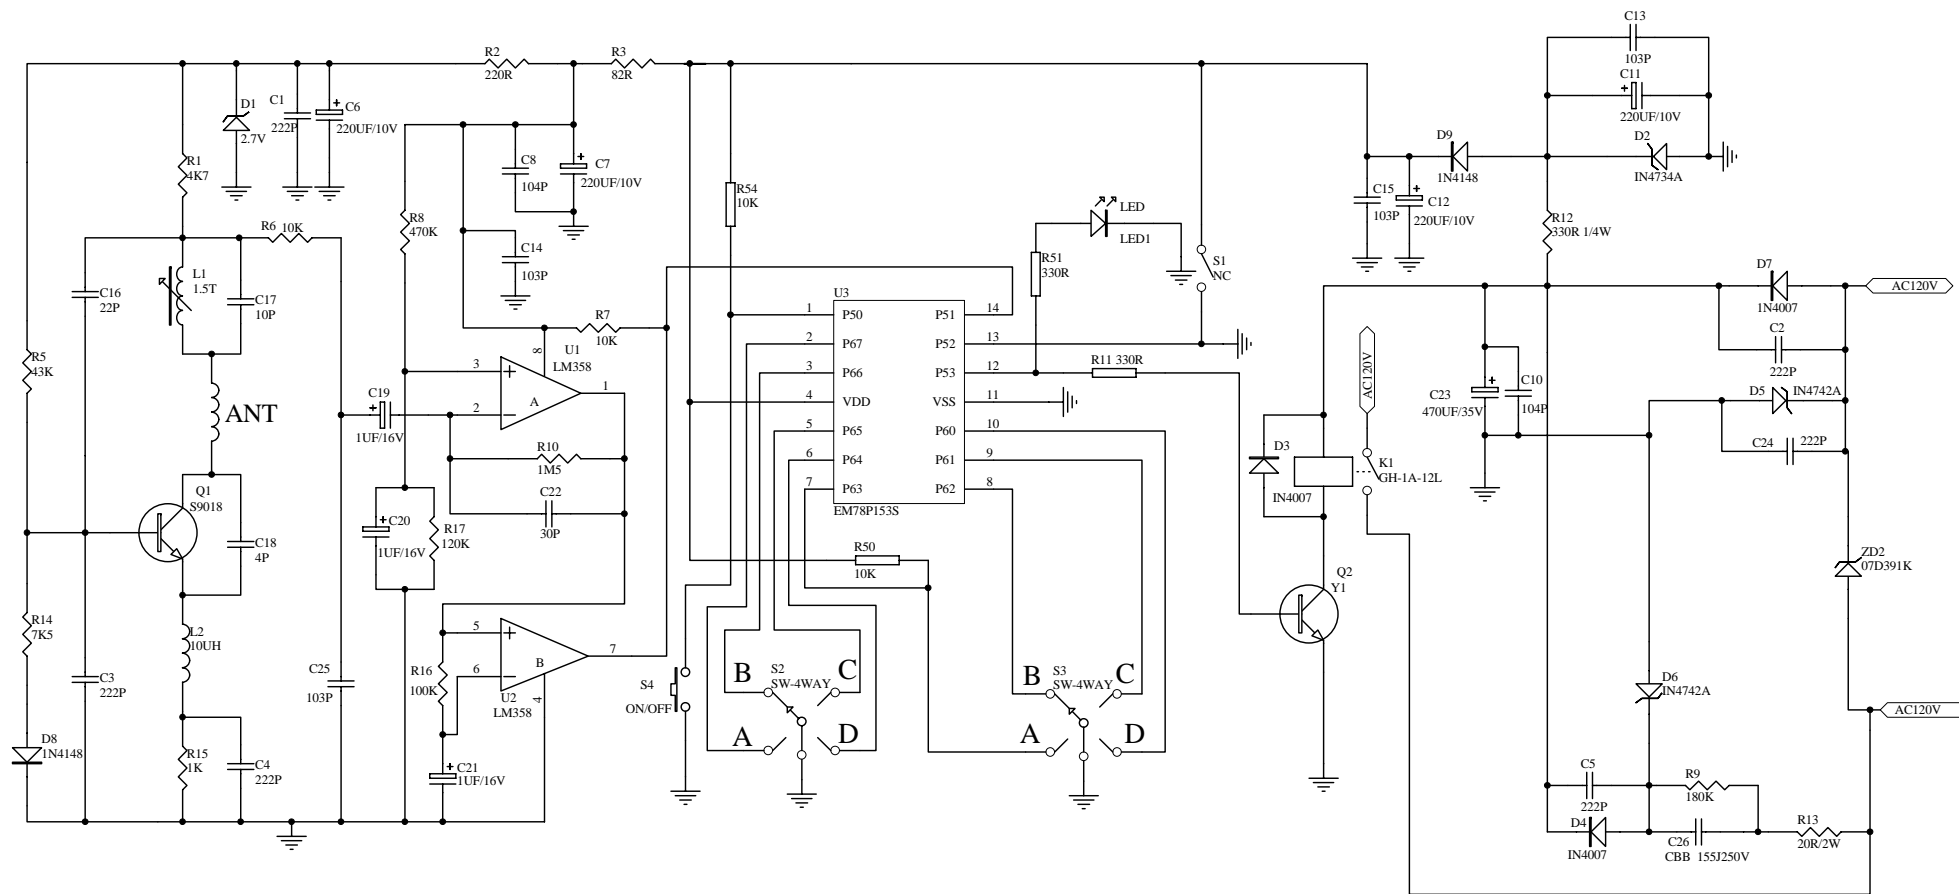 C13
103P
C11
+
220UF/10V
R2
220R
R3
82R
D1
2.7V
C1
222P
+
C6
220UF/10V
R1
4K7
C8
104P
+
C7
220UF/10V
R54
10K
D9
1N4148
D2
IN4734A
C15
103P
+
C12
220UF/10V
R12
330R 1/4W
R6 10K
R8
470K
C14
103P
LED
LED1
R51
330R
S1
NC
L1
1.5T
C16
22P
C17
10P
D7
1N4007
AC120V
C2
222P
R7
10K
U1
LM358
8
3
2
1
A
U3
1 P50
2 P67
3 P66
4 VDD
5 P65
6 P64
7 P63
P51 14
P52 13
P53 12
VSS 11
P60 10
P61 9
P62 8
EM78P153S
R11 330R
AC120V
R5
43K
ANT
C19
+
1UF/16V
R10
1M5
C22
30P
C23
+
470UF/35V
C10
104P
D5
IN4742A
C24
222P
D3
IN4007
K1
GH-1A-12L
Q1
S9018
C18
4P
+
C20
1UF/16V
R17
120K
R50
10K
Q2
Y1
ZD2
07D391K
R14
7K5
L2
10UH
C3
222P
C25
103P
R16
100K
5
6
7
B
4
U2
LM358
S4
ON/OFF
B
C
S2
SW-4WAY
A
D
B
C
S3
SW-4WAY
A
D
D6
IN4742A
AC120V
D8
1N4148
R15
1K
C4
222P
+
C21
1UF/16V
C5
222P
R9
180K
D4
IN4007
C26
CBB 155J250V
R13
20R/2W